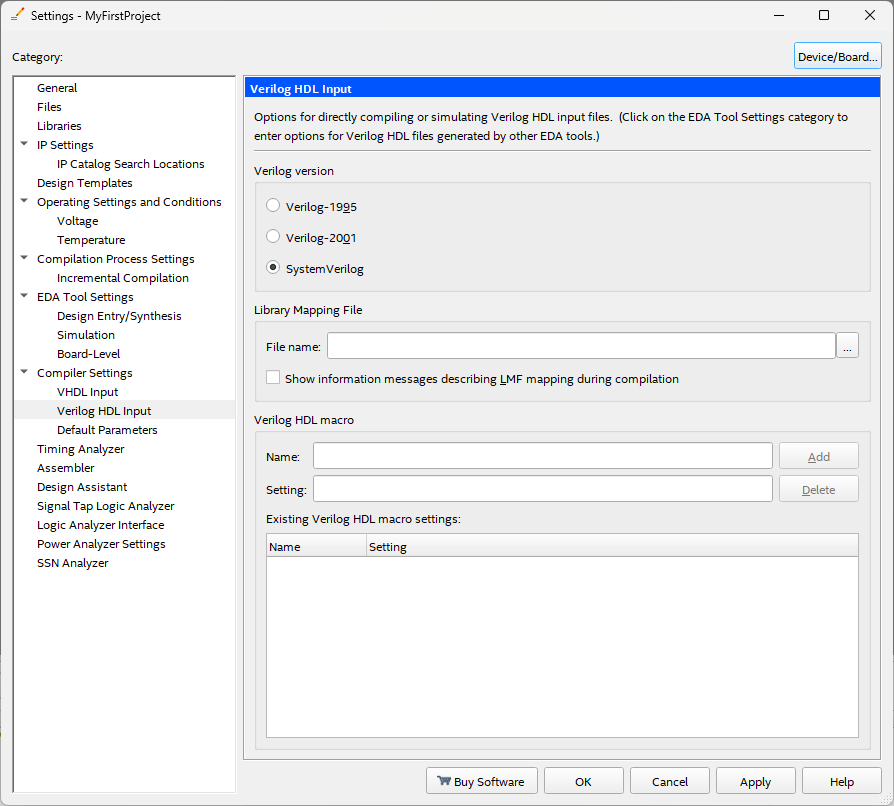 Settings - MyFirstProject
Category:
Device/Board...
General
Files
Libraries
IP Settings
IP Catalog Search Locations
Design Templates
Operating Settings and Conditions
Voltage
Temperature
Compilation Process Settings
Incremental Compilation
EDA Tool Settings
Design Entry/Synthesis
Simulation
Board-Level
Compiler Settings
VHDL Input
Verilog HDL Input
Default Parameters
Timing Analyzer
Assembler
Design Assistant
Signal Tap Logic Analyzer
Logic Analyzer Interface
Power Analyzer Settings
SSN Analyzer
Verilog HDL Input
Options for directly compiling or simulating Verilog HDL input files. (Click on the EDA Tool Settings category to
enter options for Verilog HDL files generated by other EDA tools.)
Verilog version
Verilog-1995
Verilog-2001
SystemVerilog
Library Mapping File
File name:
...
Show information messages describing LMF mapping during compilation
Verilog HDL macro
Name:
Add
Setting:
Delete
Existing Verilog HDL macro settings:
Name Setting
Buy Software OK Cancel Apply Help